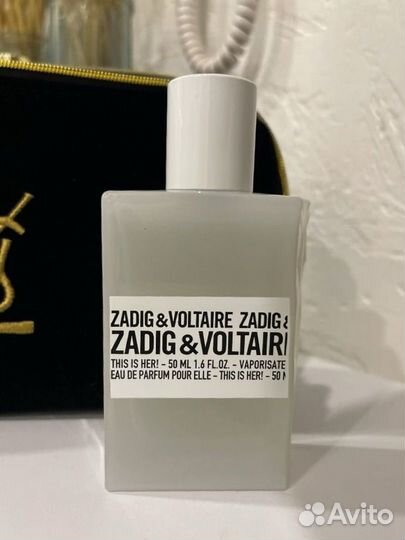 ZADIG & VOLTAIRE ZADIG &
ZADIG & VOLTAIR
THIS IS HER! – 50 ML 1.6 FL.OZ. – VAPORISATE
EAU DE PARFUM POUR ELLE – THIS IS HER! – 50 M
Avito